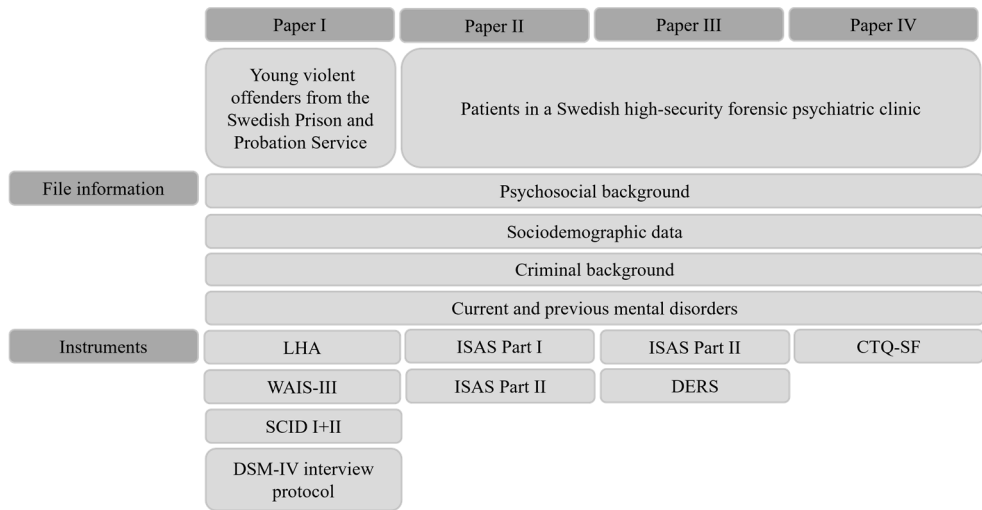 Paper I
Paper II
Paper III
Paper IV
Young violent
offenders from the
Swedish Prison and
Probation Service
Patients in a Swedish high-security forensic psychiatric clinic
File information
Psychosocial background
Sociodemographic data
Criminal background
Current and previous mental disorders
Instruments
LHA
ISAS Part I
ISAS Part II
CTQ-SF
WAIS-III
ISAS Part II
DERS
SCID I+II
DSM-IV interview
protocol